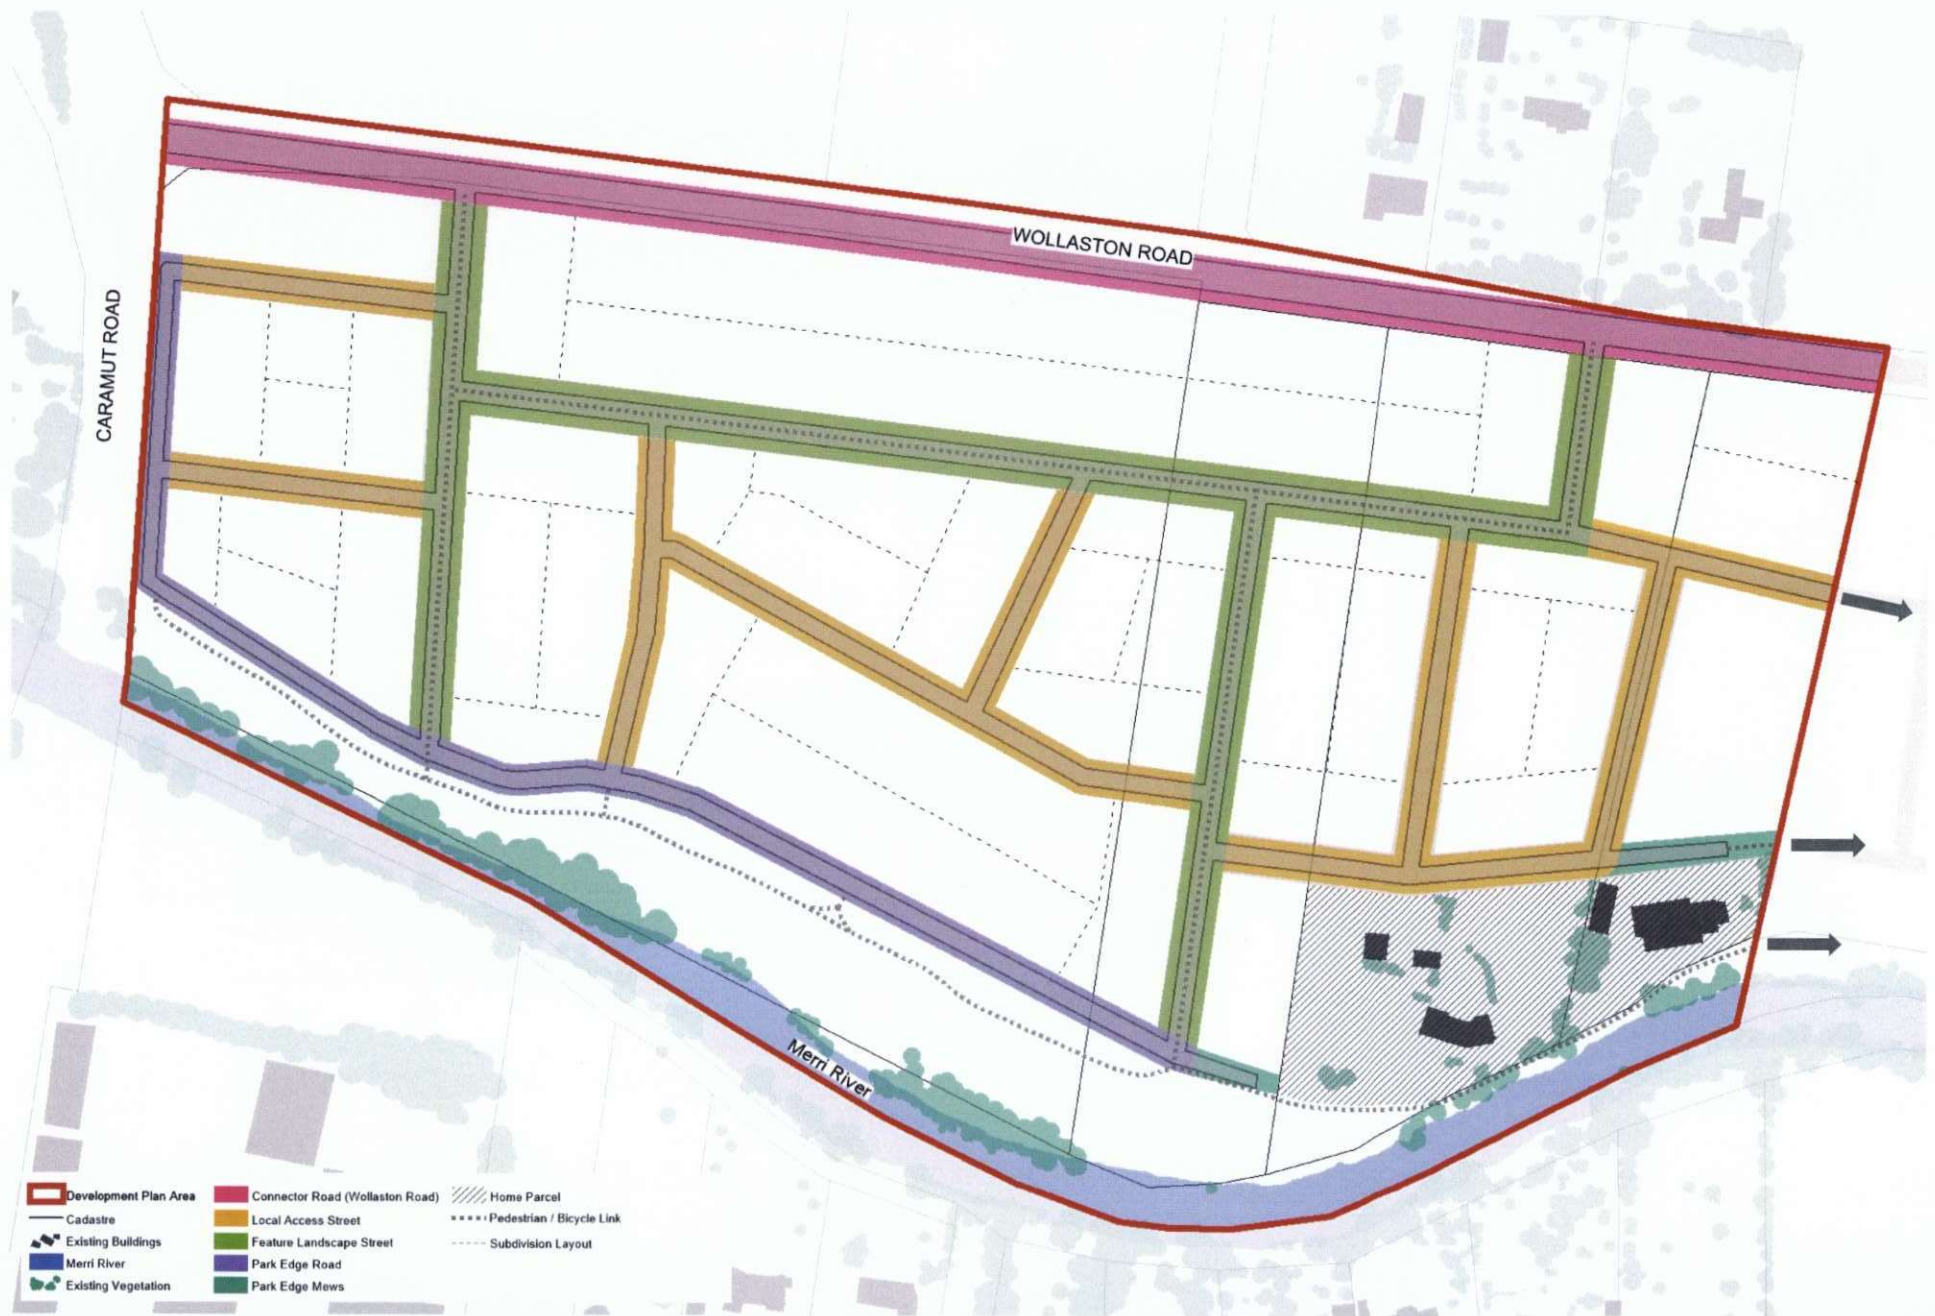 WOLLASTON ROAD
CARAMUT ROAD
Merri River
Development Plan Area
Cadastre
Existing Buildings
Merri River
Existing Vegetation
Connector Road (Wollaston Road)
Local Access Street
Feature Landscape Street
Park Edge Road
Park Edge Mews
Home Parcel
Pedestrian / Bicycle Link
Subdivision Layout